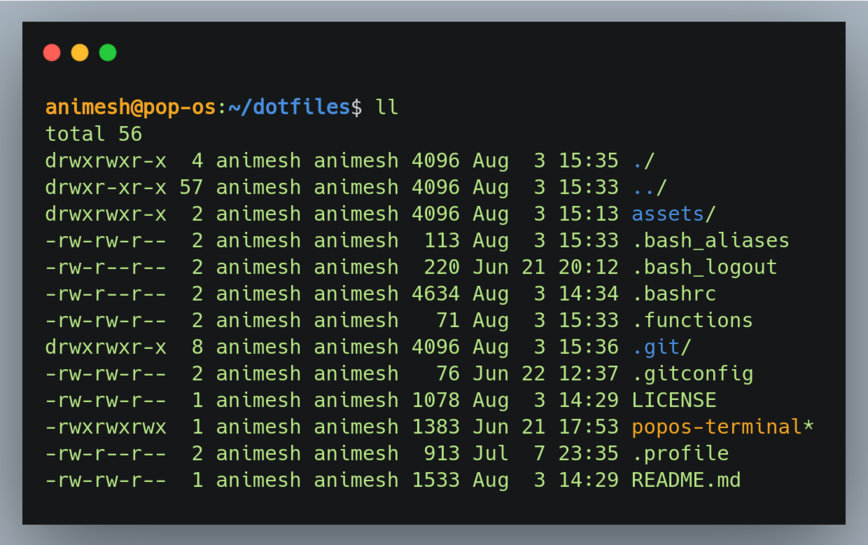 animesh@pop-os:~/dotfiles$ ll
total 56
drwxrwxr-x  4 animesh animesh 4096 Aug  3 15:35 ./
drwxr-xr-x 57 animesh animesh 4096 Aug  3 15:33 ../
drwxrwxr-x  2 animesh animesh 4096 Aug  3 15:13 assets/
-rw-rw-r--  2 animesh animesh  113 Aug  3 15:33 .bash_aliases
-rw-r--r--  2 animesh animesh  220 Jun 21 20:12 .bash_logout
-rw-r--r--  2 animesh animesh 4634 Aug  3 14:34 .bashrc
-rw-rw-r--  2 animesh animesh   71 Aug  3 15:33 .functions
drwxrwxr-x  8 animesh animesh 4096 Aug  3 15:36 .git/
-rw-rw-r--  2 animesh animesh   76 Jun 22 12:37 .gitconfig
-rw-rw-r--  1 animesh animesh 1078 Aug  3 14:29 LICENSE
-rwxrwxrwx  1 animesh animesh 1383 Jun 21 17:53 popos-terminal*
-rw-r--r--  2 animesh animesh  913 Jul  7 23:35 .profile
-rw-rw-r--  1 animesh animesh 1533 Aug  3 14:29 README.md